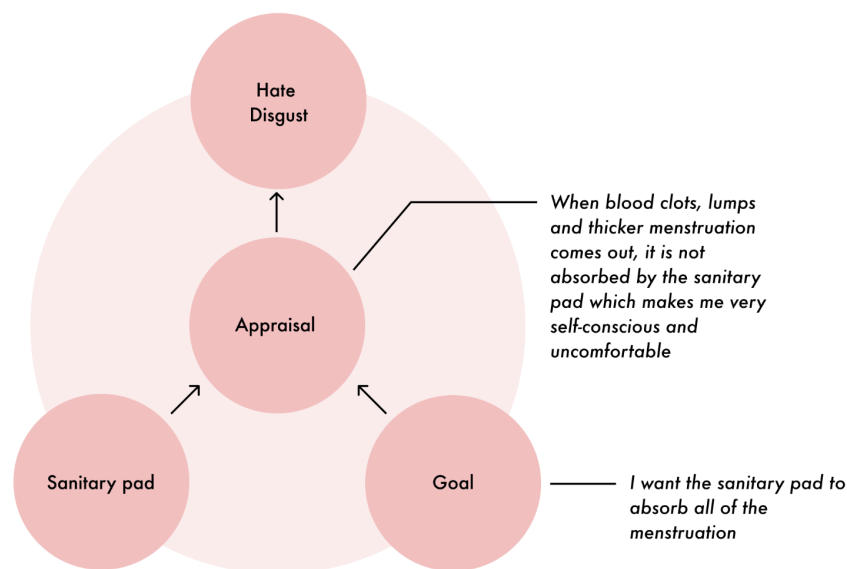 Hate
Disgust
When blood clots, lumps
and thicker menstruation
comes out, it is not
absorbed by the sanitary
pad which makes me very
self-conscious and
uncomfortable
Appraisal
Sanitary pad
Goal
I want the sanitary pad to
absorb all of the
menstruation